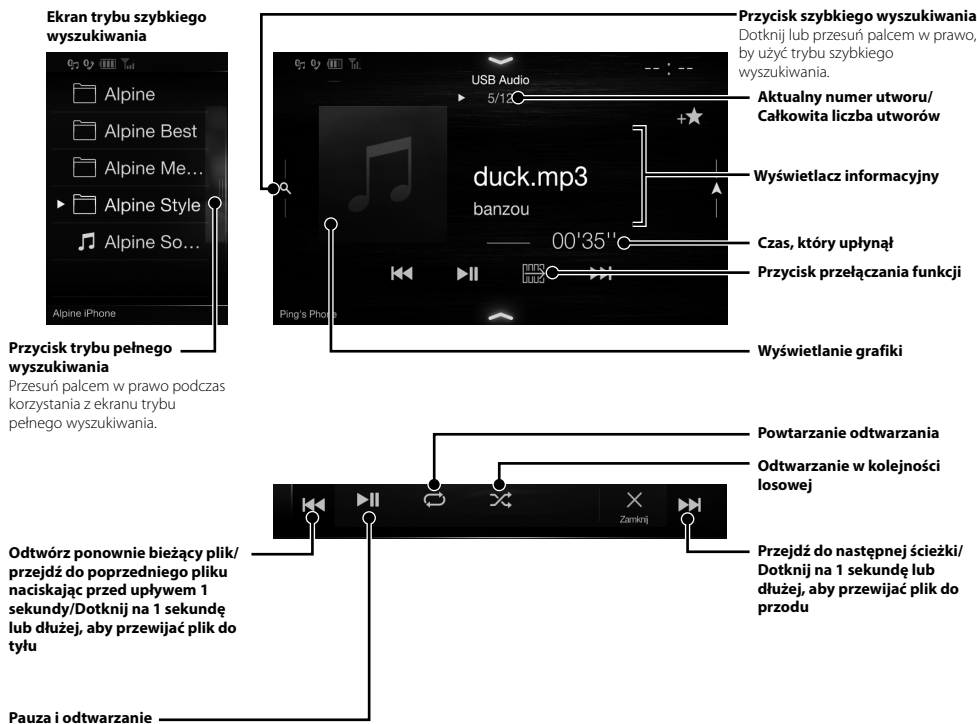 Ekran trybu szybkiego
wyszukiwania
Alpine
Alpine Best
Alpine Me...
Alpine Style
Alpine So...
Alpine iPhone
Przycisk trybu pełnego
wyszukiwania
Przesuń palcem w prawo podczas
korzystania z ekranu trybu
pełnego wyszukiwania.
USB Audio
5/12
-- : --
duck.mp3
banzou
00'35''
Ping's Phone
Przycisk szybkiego wyszukiwania
Dotknij lub przesuń palcem w prawo,
by użyć trybu szybkiego
wyszukiwania.
Aktualny numer utworu/
Całkowita liczba utworów
Wyświetlacz informacyjny
Czas, który upłynął
Przycisk przełączania funkcji
Wyświetlanie grafiki
Powtarzanie odtwarzania
Odtwarzanie w kolejności
losowej
Zamknij
Odtwórz ponownie bieżący plik/
przejdź do poprzedniego pliku
naciskając przed upływem 1
sekundy/Dotknij na 1 sekundę
lub dłużej, aby przewijać plik do
tyłu
Przejdź do następnej ścieżki/
Dotknij na 1 sekundę lub
dłużej, aby przewijać plik do
przodu
Pauza i odtwarzanie